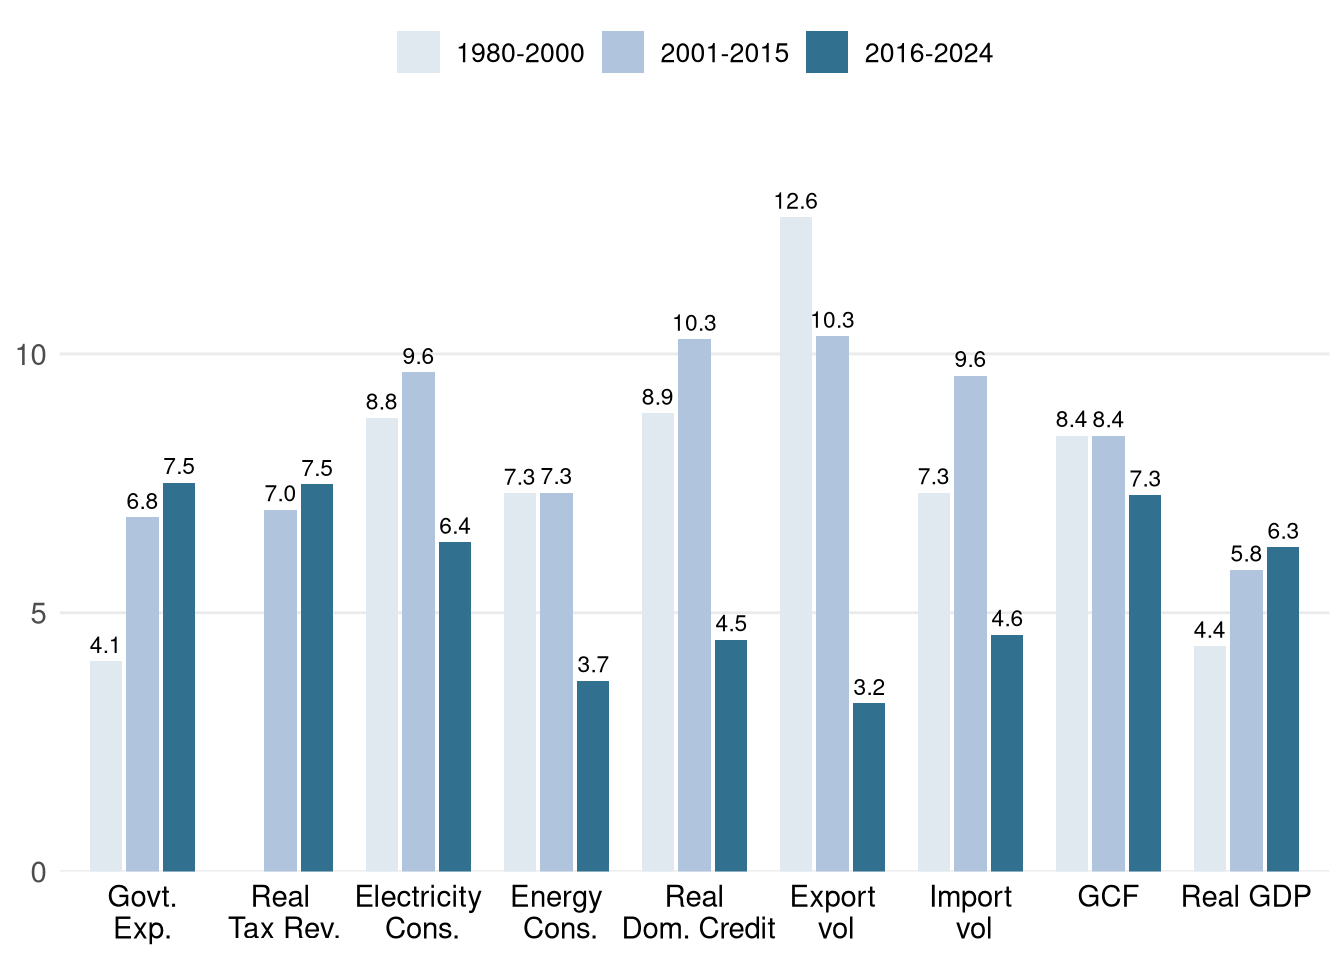 1980-2000 2001-2015 2016-2024
12.6
10.3 10.3
10
9.6 9.6
8.8 8.9
8.4 8.4
7.5 7.5 7.3 7.3 7.3 7.3
6.8 7.0
6.4 6.3
5.8
5
4.1 4.5 4.6 4.4
3.7
3.2
0
Govt. Real Electricity Energy Real Export Import GCF Real GDP
Exp. Tax Rev. Cons. Cons. Dom. Credit vol vol